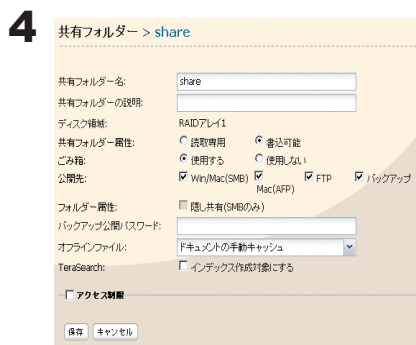 4
共有フォルダー > share
共有フォルダー名: share
共有フォルダーの説明:
ディスク領域: RAIDアレイ1
共有フォルダー属性: 読取専用 書込可能
ごみ箱: 使用する 使用しない
公開先: Win/Mac(SMB) Mac(AFP) FTP バックアップ
フォルダー属性: 隠し共有(SMBのみ)
バックアップ公開パスワード:
オフラインファイル: ドキュメントの手動キャッシュ
TeraSearch: インデックス作成対象にする
アクセス制限
保存 キャンセル